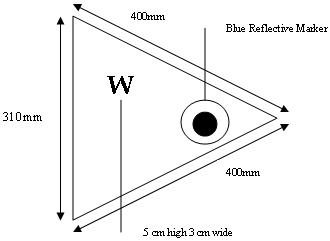 400mm
Blue Reflective Marker
W
310mm
400mm
5 cm high 3 cm wide